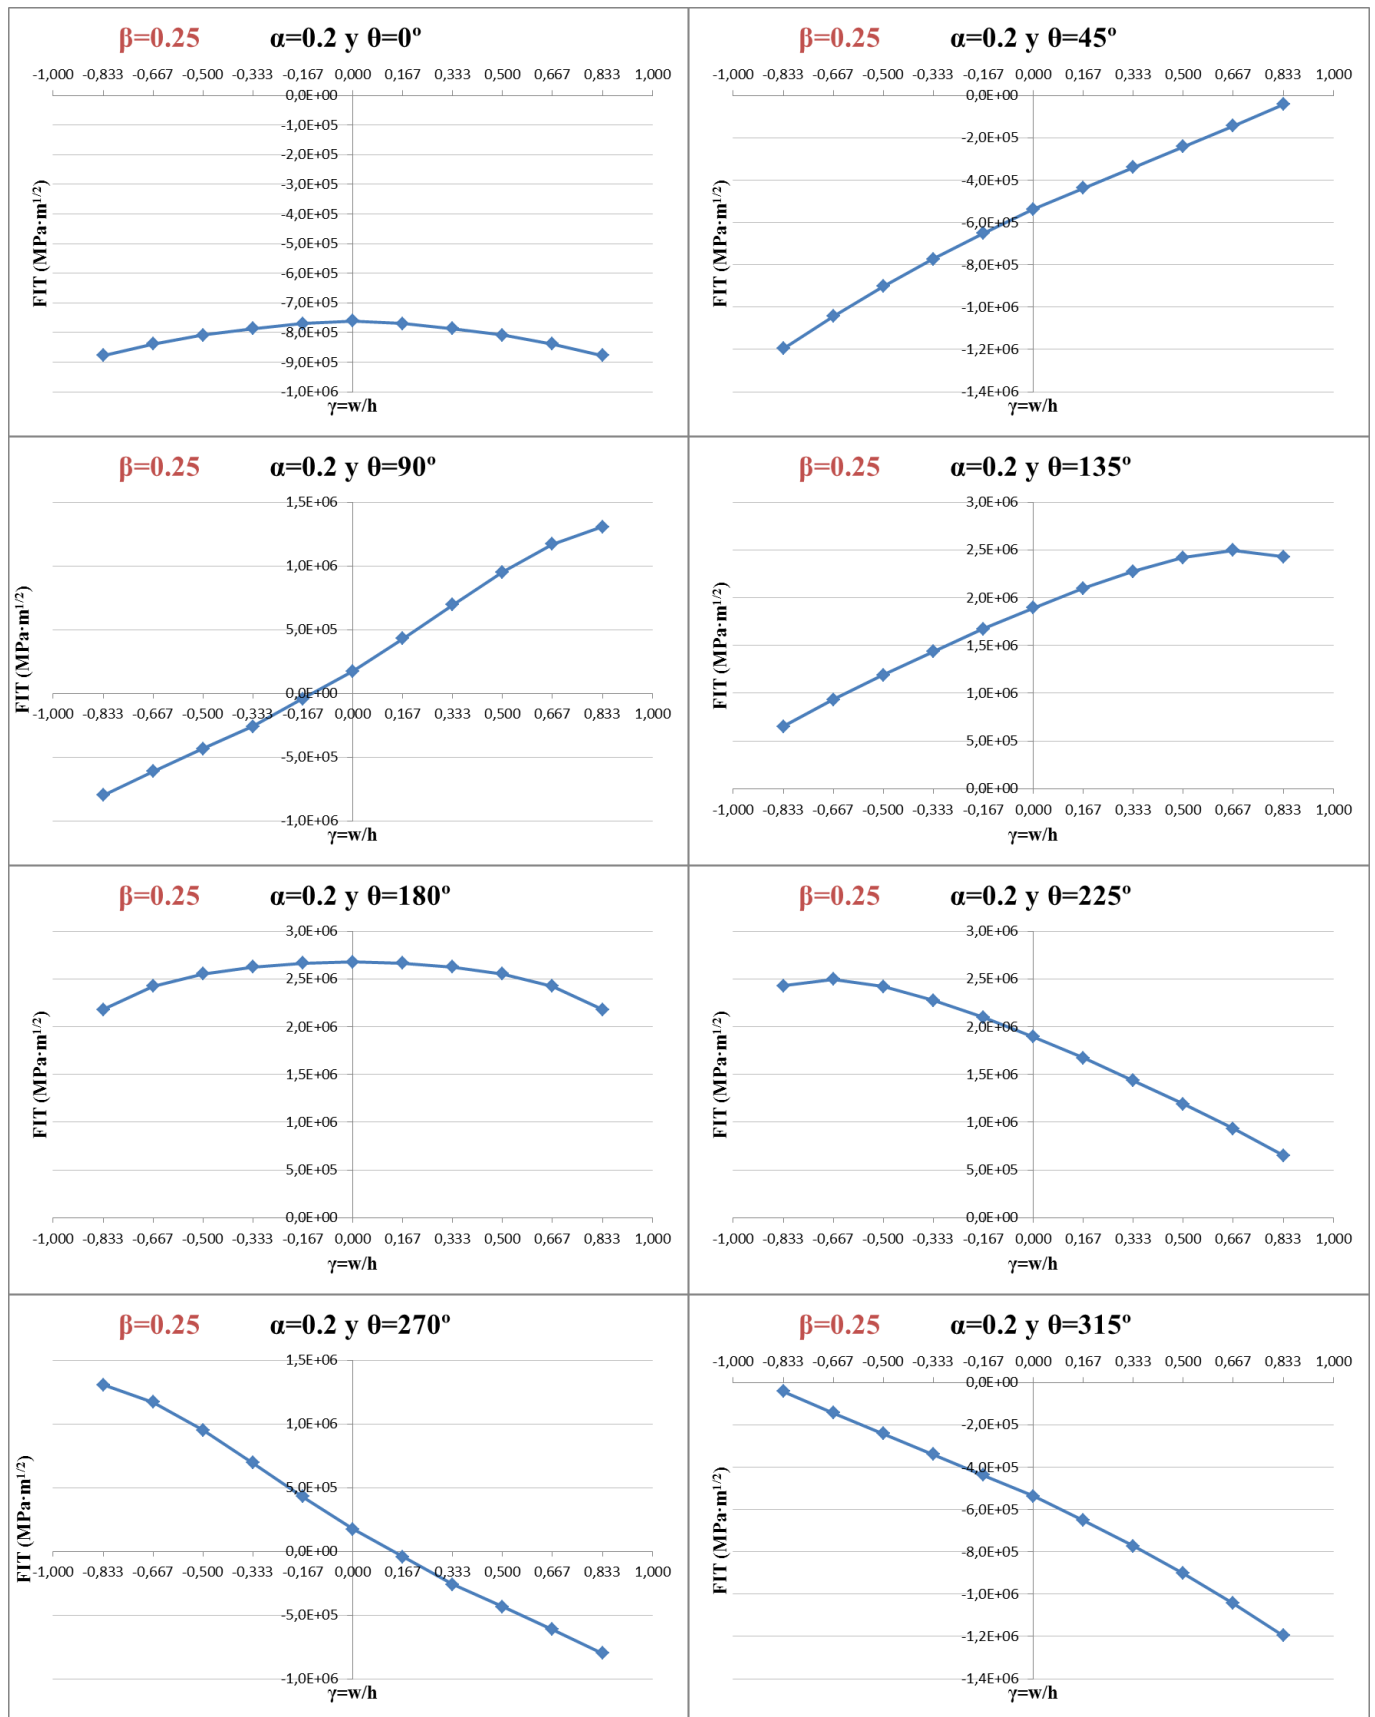 β=0.25 α=0.2 y θ=0º
-1,000 -0,833 -0,667 -0,500 -0,333 -0,167 0,000 0,167 0,333 0,500 0,667 0,833 1,000
0,0E+00
-1,0E+05
-2,0E+05
-3,0E+05
-4,0E+05
-5,0E+05
-6,0E+05
-7,0E+05
-8,0E+05
-9,0E+05
-1,0E+06
FIT (MPa·m1/2)
γ=w/h
β=0.25 α=0.2 y θ=45º
-1,000 -0,833 -0,667 -0,500 -0,333 -0,167 0,000 0,167 0,333 0,500 0,667 0,833 1,000
0,0E+00
-2,0E+05
-4,0E+05
-6,0E+05
-8,0E+05
-1,0E+06
-1,2E+06
-1,4E+06
FIT (MPa·m1/2)
γ=w/h
β=0.25 α=0.2 y θ=90º
1,5E+06
1,0E+06
5,0E+05
0,0E+00
-1,000 -0,833 -0,667 -0,500 -0,333 -0,167 0,000 0,167 0,333 0,500 0,667 0,833 1,000
-5,0E+05
-1,0E+06
FIT (MPa·m1/2)
γ=w/h
β=0.25 α=0.2 y θ=135º
3,0E+06
2,5E+06
2,0E+06
1,5E+06
1,0E+06
5,0E+05
0,0E+00
-1,000 -0,833 -0,667 -0,500 -0,333 -0,167 0,000 0,167 0,333 0,500 0,667 0,833 1,000
FIT (MPa·m1/2)
γ=w/h
β=0.25 α=0.2 y θ=180º
3,0E+06
2,5E+06
2,0E+06
1,5E+06
1,0E+06
5,0E+05
0,0E+00
-1,000 -0,833 -0,667 -0,500 -0,333 -0,167 0,000 0,167 0,333 0,500 0,667 0,833 1,000
FIT (MPa·m1/2)
γ=w/h
β=0.25 α=0.2 y θ=225º
3,0E+06
2,5E+06
2,0E+06
1,5E+06
1,0E+06
5,0E+05
0,0E+00
-1,000 -0,833 -0,667 -0,500 -0,333 -0,167 0,000 0,167 0,333 0,500 0,667 0,833 1,000
FIT (MPa·m1/2)
γ=w/h
β=0.25 α=0.2 y θ=270º
1,5E+06
1,0E+06
5,0E+05
0,0E+00
-1,000 -0,833 -0,667 -0,500 -0,333 -0,167 0,000 0,167 0,333 0,500 0,667 0,833 1,000
-5,0E+05
-1,0E+06
FIT (MPa·m1/2)
γ=w/h
β=0.25 α=0.2 y θ=315º
-1,000 -0,833 -0,667 -0,500 -0,333 -0,167 0,000 0,167 0,333 0,500 0,667 0,833 1,000
0,0E+00
-2,0E+05
-4,0E+05
-6,0E+05
-8,0E+05
-1,0E+06
-1,2E+06
-1,4E+06
FIT (MPa·m1/2)
γ=w/h